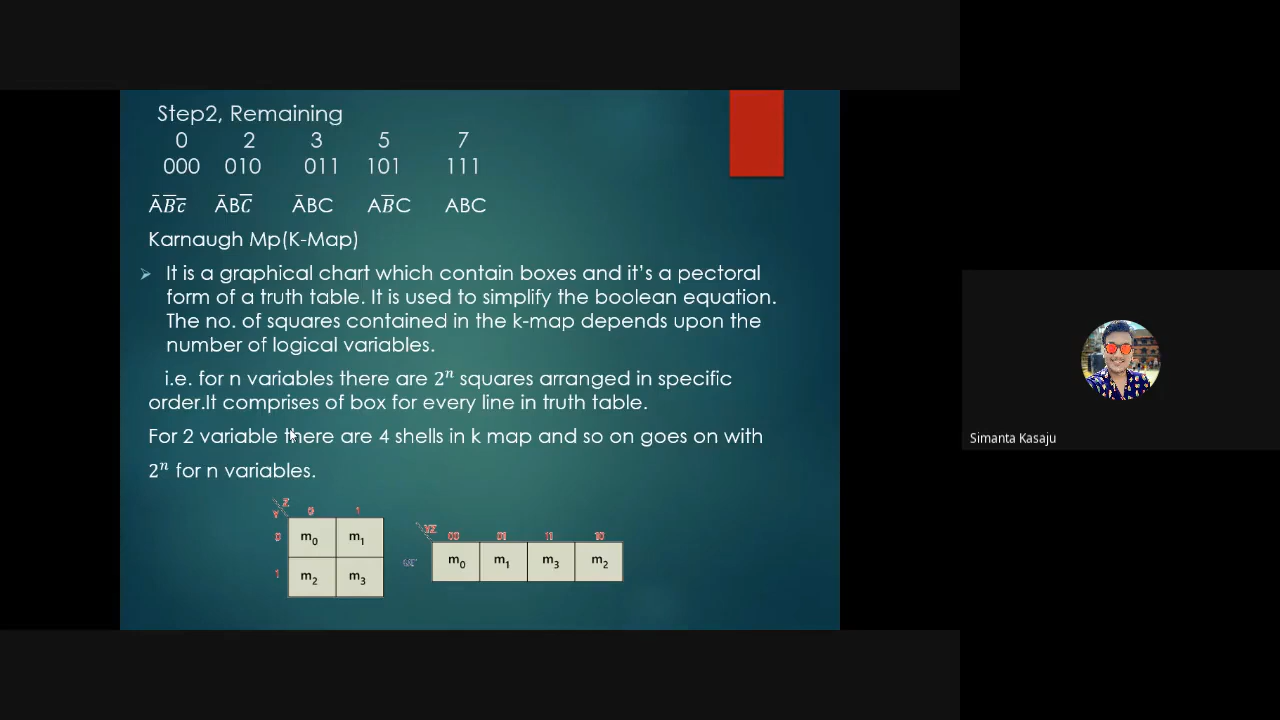 Step2, Remaining
0 2 3 5 7
000 010 011 101 111
ĀB̅c̅ ĀBC̅ ĀBC AB̅C ABC
Karnaugh Mp(K-Map)
➢ It is a graphical chart which contain boxes and it's a pectoral
form of a truth table. It is used to simplify the boolean equation.
The no. of squares contained in the k-map depends upon the
number of logical variables.
i.e. for n variables there are 2ⁿ squares arranged in specific
order.It comprises of box for every line in truth table.
For 2 variable there are 4 shells in k map and so on goes on with
2ⁿ for n variables.
Z
Y 0 1
0 m₀ m₁
1 m₂ m₃
YZ 00 01 11 10
m₀ m₁ m₃ m₂
Simanta Kasaju